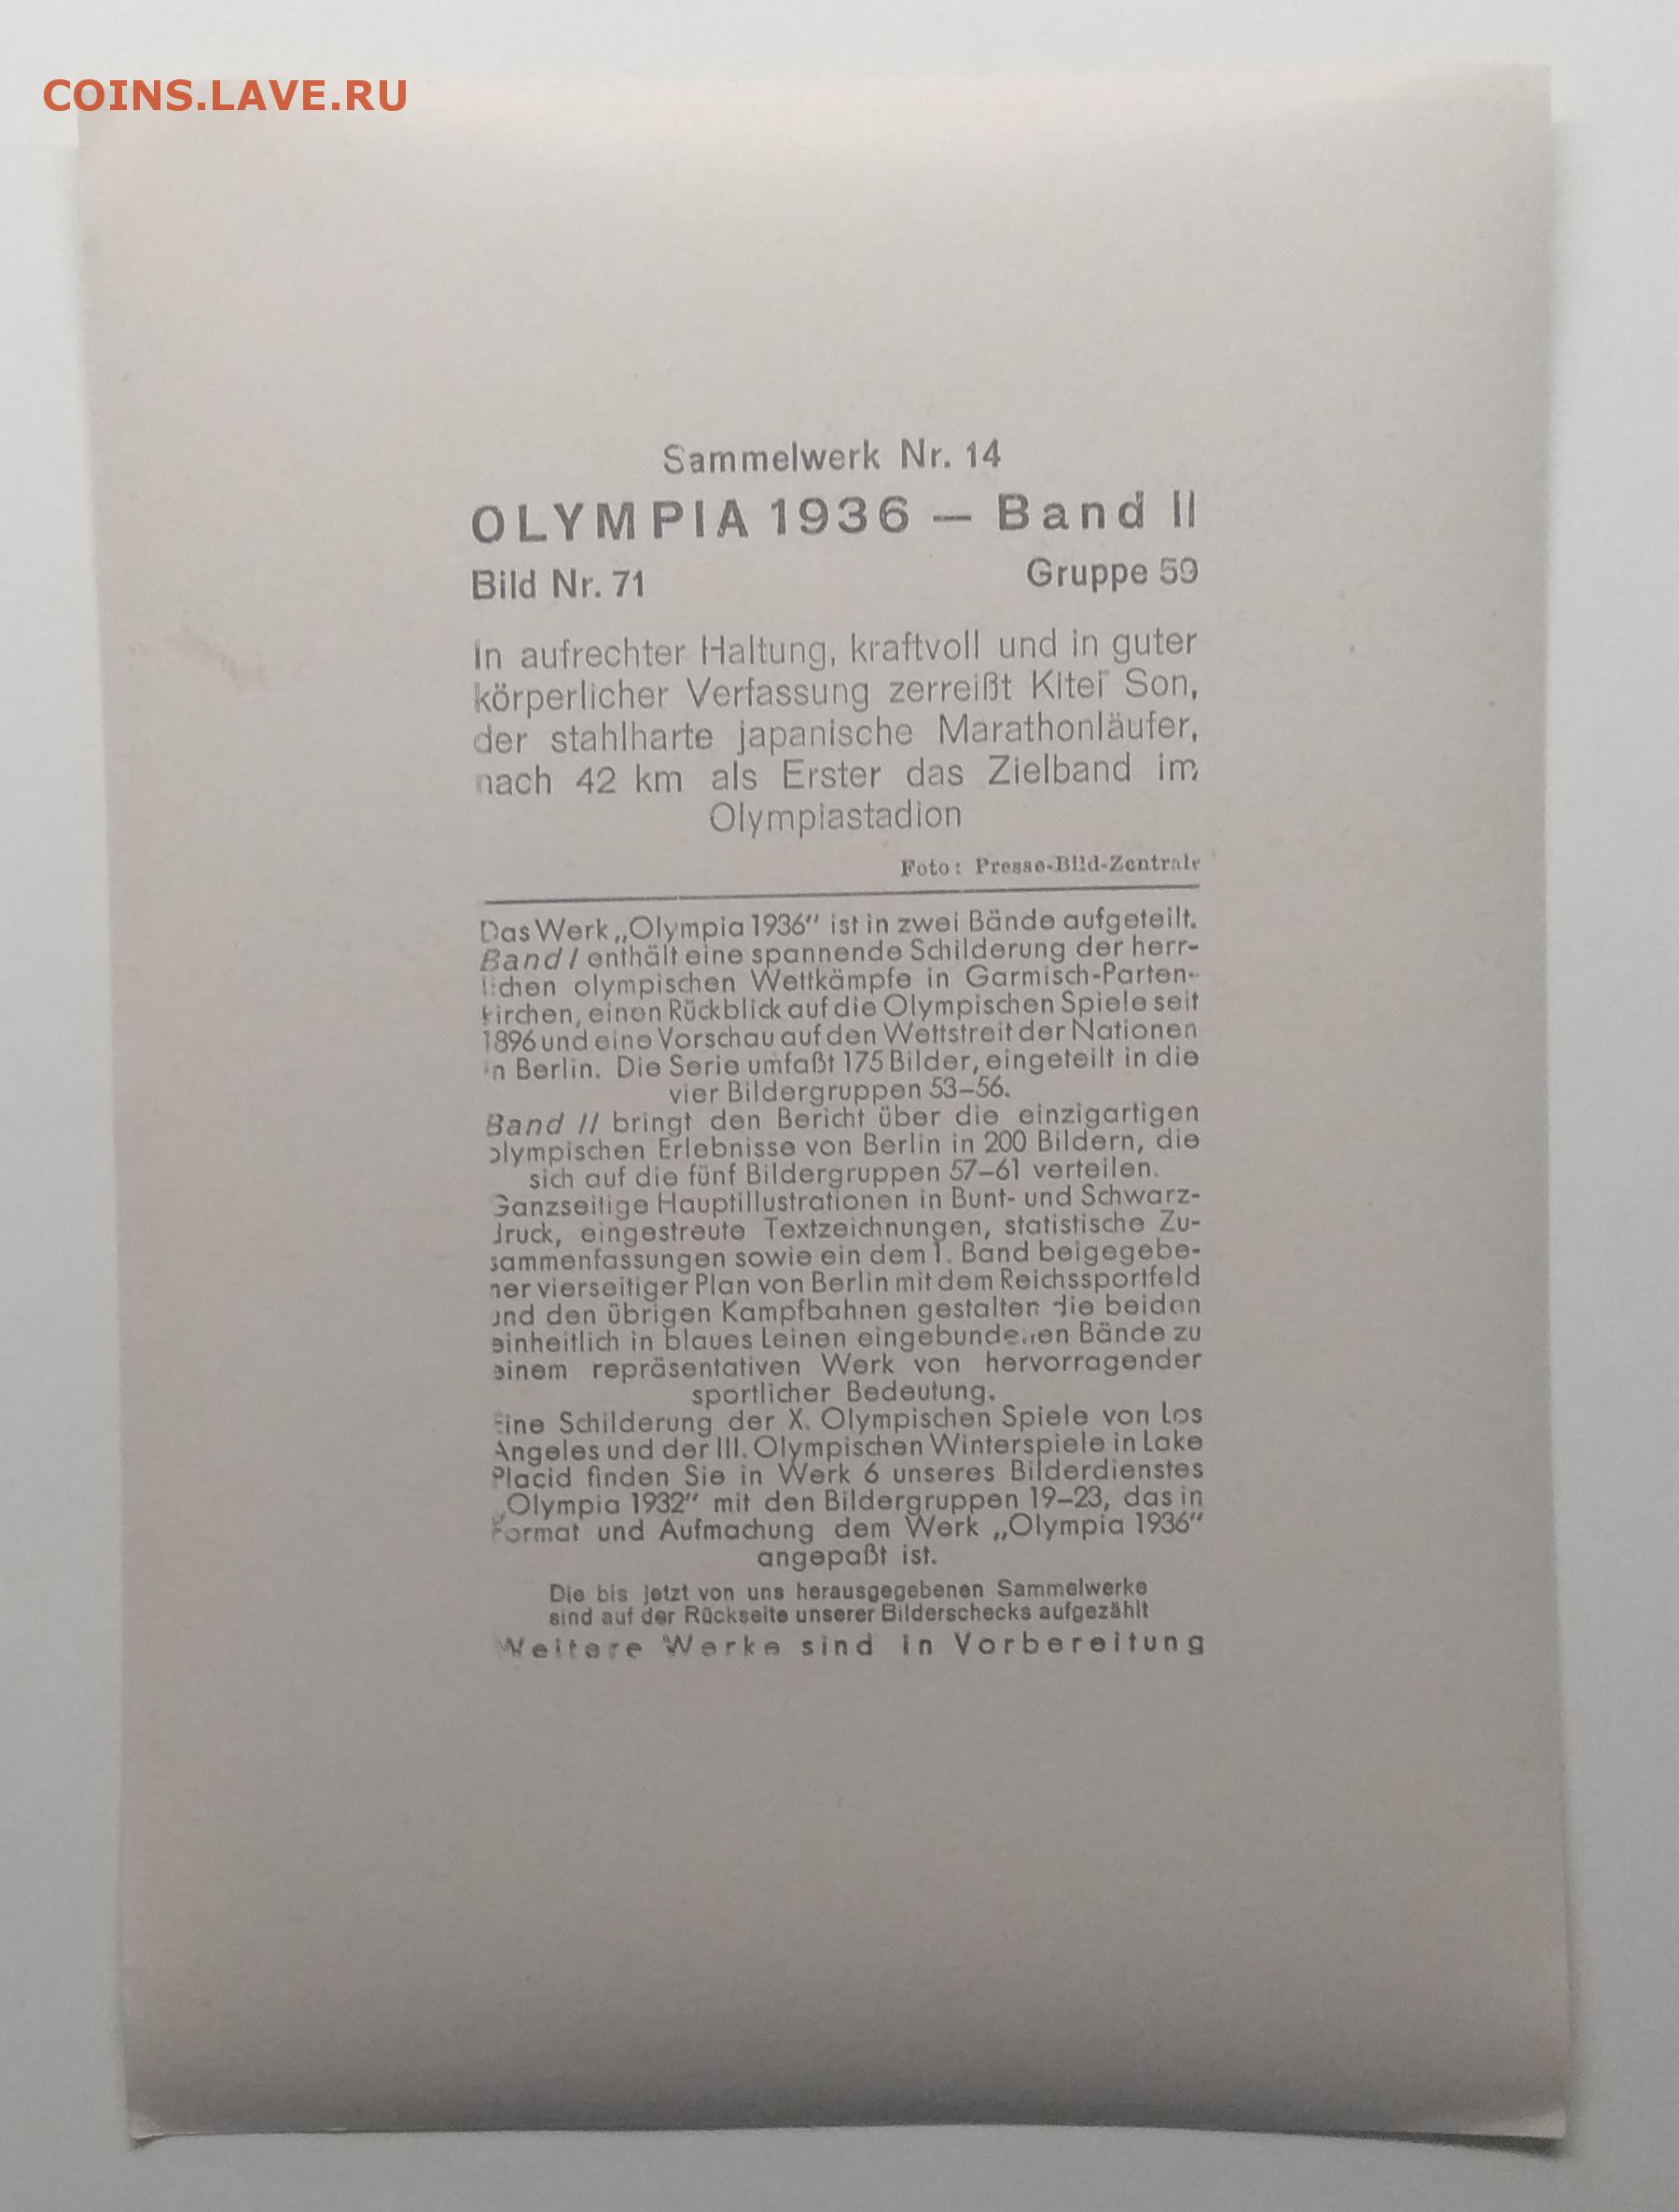 COINS.LAVE.RU
Sammelwerk Nr. 14
OLYMPIA 1936 — Band II
Bild Nr. 71 Gruppe 59
In aufrechter Haltung, kraftvoll und in guter
körperlicher Verfassung zerreißt Kitei Son,
der stahlharte japanische Marathonläufer,
nach 42 km als Erster das Zielband im
Olympiastadion
Foto: Presse-Bild-Zentrale
Das Werk „Olympia 1936“ ist in zwei Bände aufgeteilt.
Band I enthält eine spannende Schilderung der herr-
lichen olympischen Wettkämpfe in Garmisch-Parten-
kirchen, einen Rückblick auf die Olympischen Spiele seit
1896 und eine Vorschau auf den Wettstreit der Nationen
in Berlin. Die Serie umfaßt 175 Bilder, eingeteilt in die
vier Bildergruppen 53–56.
Band II bringt den Bericht über die einzigartigen
olympischen Erlebnisse von Berlin in 200 Bildern, die
sich auf die fünf Bildergruppen 57–61 verteilen.
Ganzseitige Hauptillustrationen in Bunt- und Schwarz-
druck, eingestreute Textzeichnungen, statistische Zu-
sammenfassungen sowie ein dem 1. Band beigegebe-
ner vierseitiger Plan von Berlin mit dem Reichssportfeld
und den übrigen Kampfbahnen gestalten die beiden
einheitlich in blaues Leinen eingebundenen Bände zu
einem repräsentativen Werk von hervorragender
sportlicher Bedeutung.
Eine Schilderung der X. Olympischen Spiele von Los
Angeles und der III. Olympischen Winterspiele in Lake
Placid finden Sie in Werk 6 unseres Bilderdienstes
„Olympia 1932“ mit den Bildergruppen 19–23, das in
Format und Aufmachung dem Werk „Olympia 1936“
angepaßt ist.
Die bis jetzt von uns herausgegebenen Sammelwerke
sind auf der Rückseite unserer Bilderschecks aufgezählt
Weitere Werke sind in Vorbereitung